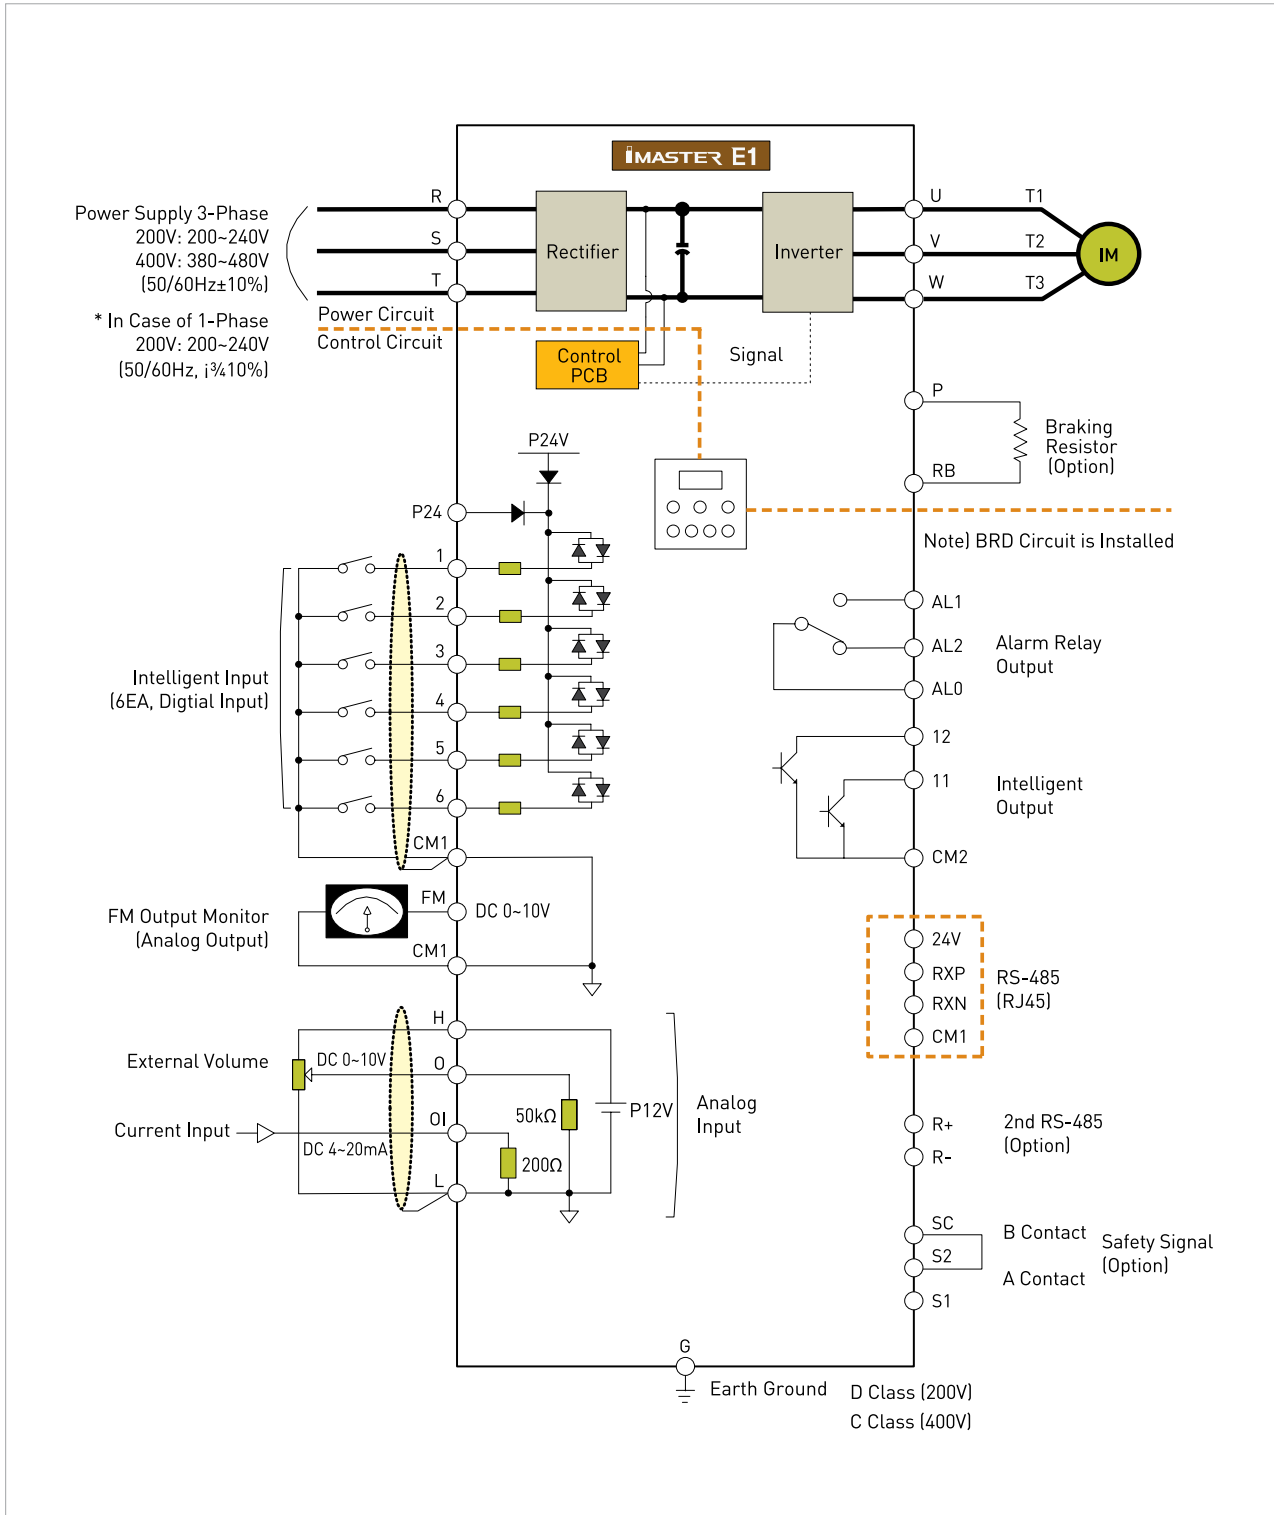 iMASTER E1
Power Supply 3-Phase
200V: 200~240V
400V: 380~480V
(50/60Hz±10%)
* In Case of 1-Phase
200V: 200~240V
(50/60Hz, ¡¾10%)
R
S
T
Rectifier
Inverter
U
V
W
T1
T2
T3
IM
Power Circuit
Control Circuit
Control
PCB
Signal
P
RB
Braking
Resistor
(Option)
Note) BRD Circuit is Installed
P24V
P24
1
2
3
4
5
6
CM1
Intelligent Input
(6EA, Digtial Input)
AL1
AL2
AL0
Alarm Relay
Output
12
11
CM2
Intelligent
Output
FM Output Monitor
(Analog Output)
FM
DC 0~10V
CM1
24V
RXP
RXN
CM1
RS-485
(RJ45)
External Volume
DC 0~10V
Current Input
DC 4~20mA
H
O
OI
L
50kΩ
200Ω
P12V
Analog
Input
R+
R-
2nd RS-485
(Option)
SC
S2
S1
B Contact
A Contact
Safety Signal
(Option)
G
Earth Ground
D Class (200V)
C Class (400V)